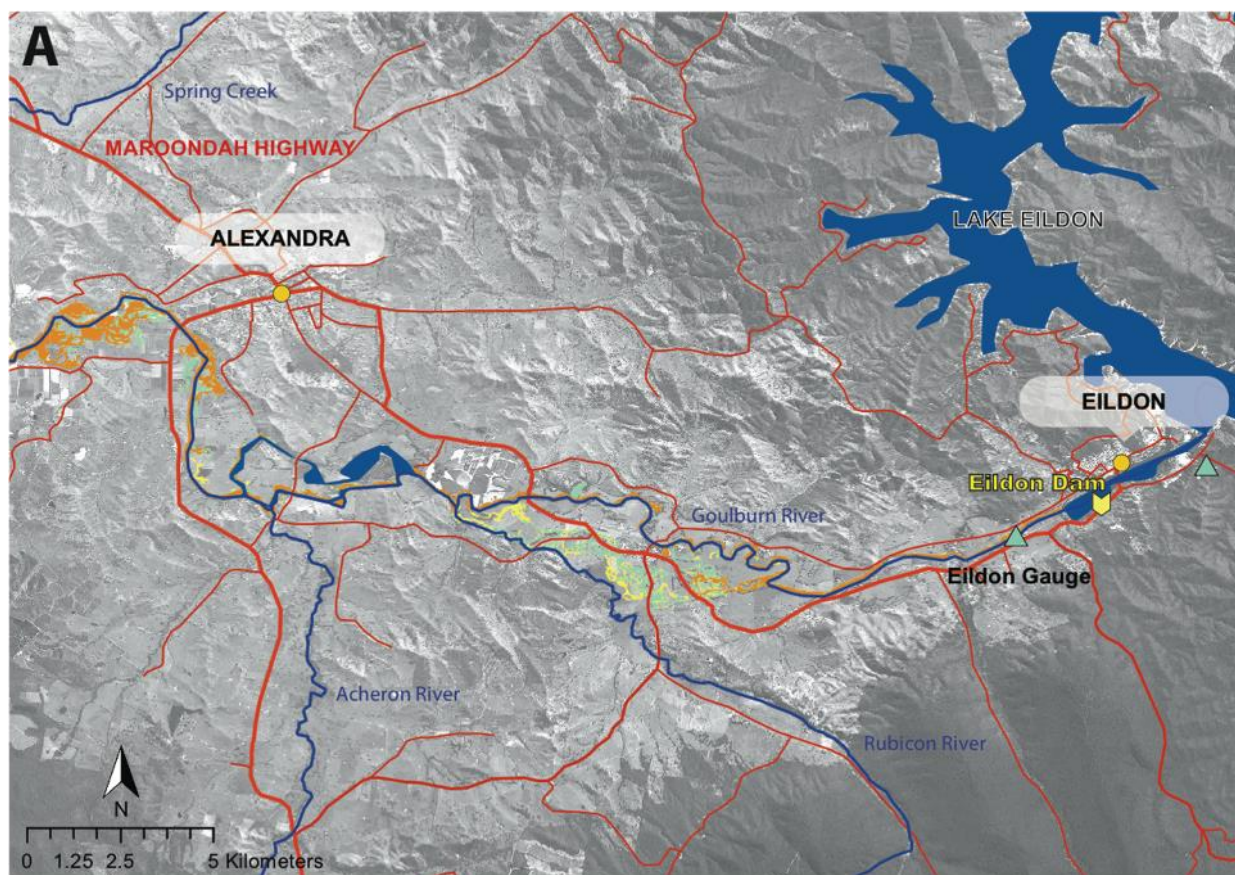 A
Spring Creek
MAROONDAH HIGHWAY
ALEXANDRA
LAKE EILDON
EILDON
Eildon Dam
Goulburn River
Eildon Gauge
Acheron River
Rubicon River
N
0 1.25 2.5 5 Kilometers